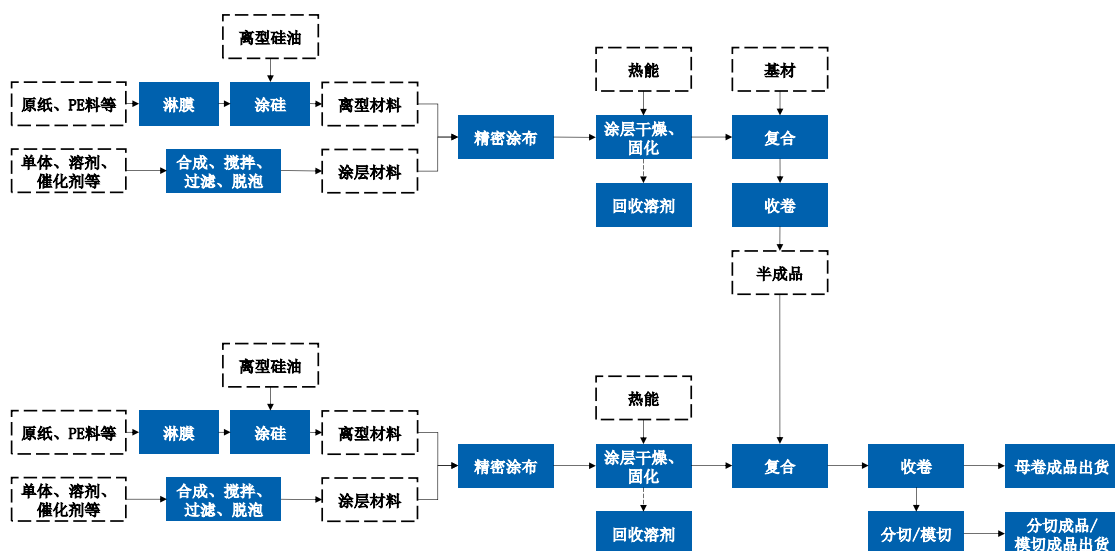 离型硅油
热能
基材
原纸、PE料等
淋膜
涂硅
离型材料
精密涂布
涂层干燥、
固化
复合
单体、溶剂、
催化剂等
合成、搅拌、
过滤、脱泡
涂层材料
回收溶剂
收卷
半成品
离型硅油
热能
原纸、PE料等
淋膜
涂硅
离型材料
精密涂布
涂层干燥、
固化
复合
收卷
母卷成品出货
单体、溶剂、
催化剂等
合成、搅拌、
过滤、脱泡
涂层材料
回收溶剂
分切/模切
分切成品/
模切成品出货